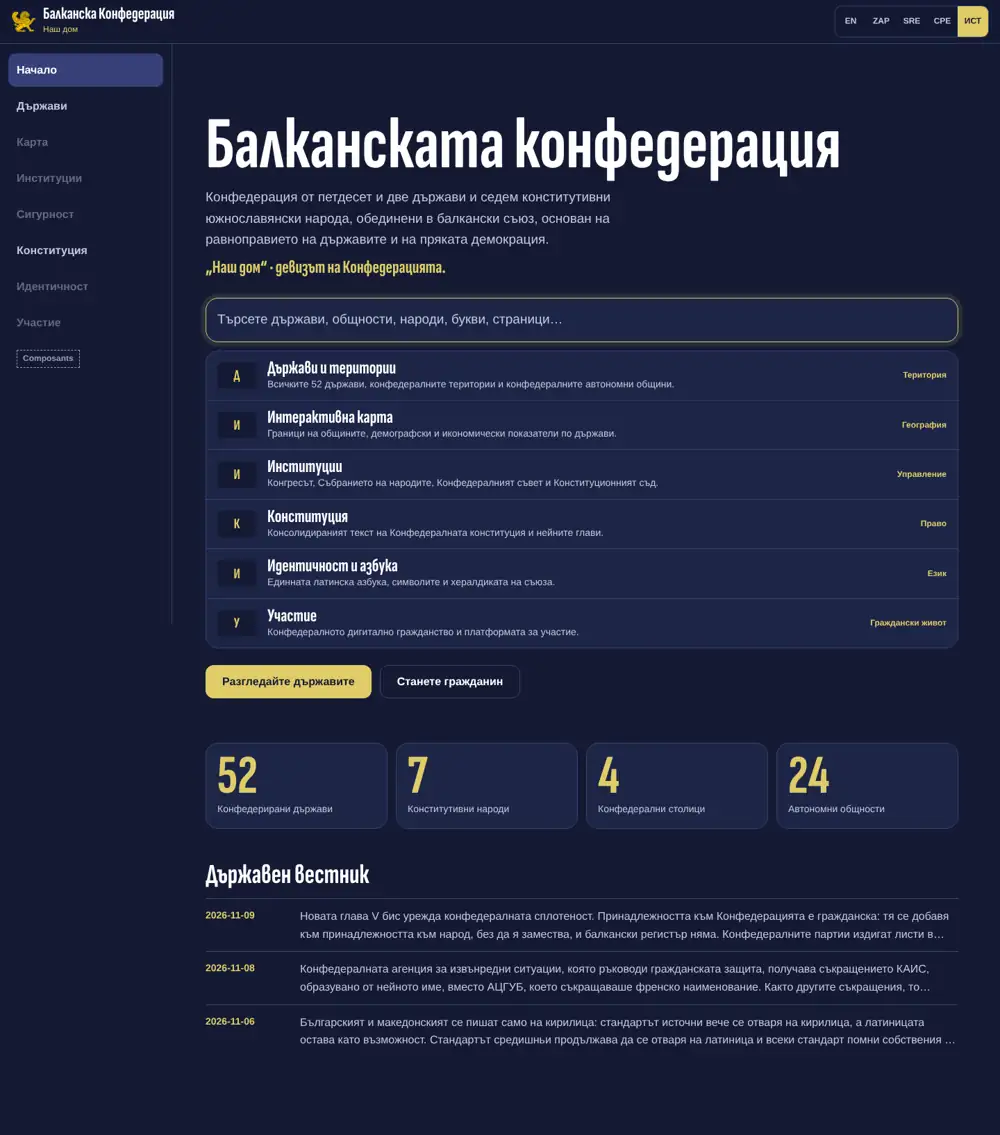 Балканска Конфедерация
Наш дом
EN ZAP SRE СРЕ ИСТ
Начало
Държави
Карта
Институции
Сигурност
Конституция
Идентичност
Участие
Composants
Балканската конфедерация
Конфедерация от петдесет и две държави и седем конститутивни
южнославянски народа, обединени в балкански съюз, основан на
равноправието на държавите и на пряката демокрация.
„Наш дом“ · девизът на Конфедерацията.
Търсете държави, общности, народи, букви, страници…
Д
Държави и територии
Всичките 52 държави, конфедералните територии и конфедералните автономни общини.
Територия
И
Интерактивна карта
Граници на общините, демографски и икономически показатели по държави.
География
И
Институции
Конгресът, Събранието на народите, Конфедералният съвет и Конституционният съд.
Управление
К
Конституция
Консолидираният текст на Конфедералната конституция и нейните глави.
Право
И
Идентичност и азбука
Единната латинска азбука, символите и хералдиката на съюза.
Език
У
Участие
Конфедералното дигитално гражданство и платформата за участие.
Граждански живот
Разгледайте държавите
Станете гражданин
52
Конфедерирани държави
7
Конститутивни народи
4
Конфедерални столици
24
Автономни общности
Държавен вестник
2026-11-09
Новата глава V бис урежда конфедералната сплотеност. Принадлежността към Конфедерацията е гражданска: тя се добавя
към принадлежността към народ, без да я замества, и балкански регистър няма. Конфедералните партии издигат листи в…
2026-11-08
Конфедералната агенция за извънредни ситуации, която ръководи гражданската защита, получава съкращението КАИС,
образувано от нейното име, вместо АЦГУБ, което съкращаваше френско наименование. Както другите съкращения, то…
2026-11-06
Българският и македонският се пишат само на кирилица: стандартът източни вече се отваря на кирилица, а латиницата
остава като възможност. Стандартът средишньи продължава да се отваря на латиница и всеки стандарт помни собствения …